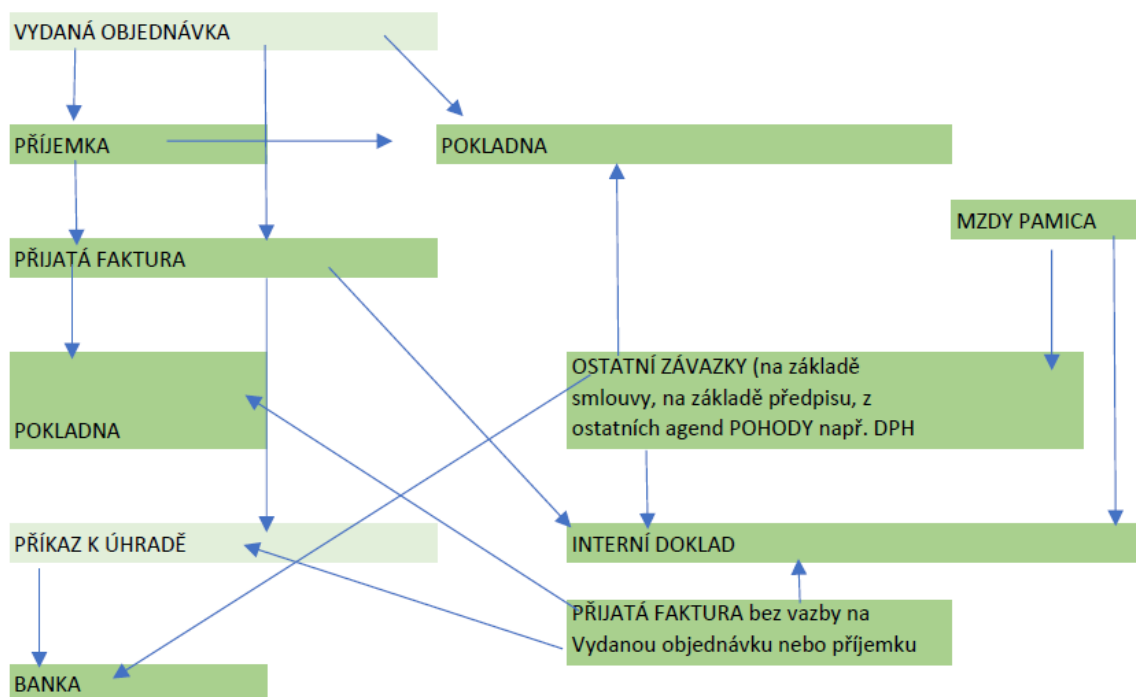 VYDANÁ OBJEDNÁVKA
PŘÍJEMKA
POKLADNA
MZDY PAMICA
PŘIJATÁ FAKTURA
OSTATNÍ ZÁVAZKY (na základě
smlouvy, na základě předpisu, z
ostatních agend POHODY např. DPH
POKLADNA
PŘÍKAZ K ÚHRADĚ
INTERNÍ DOKLAD
PŘIJATÁ FAKTURA bez vazby na
Vydanou objednávku nebo příjemku
BANKA